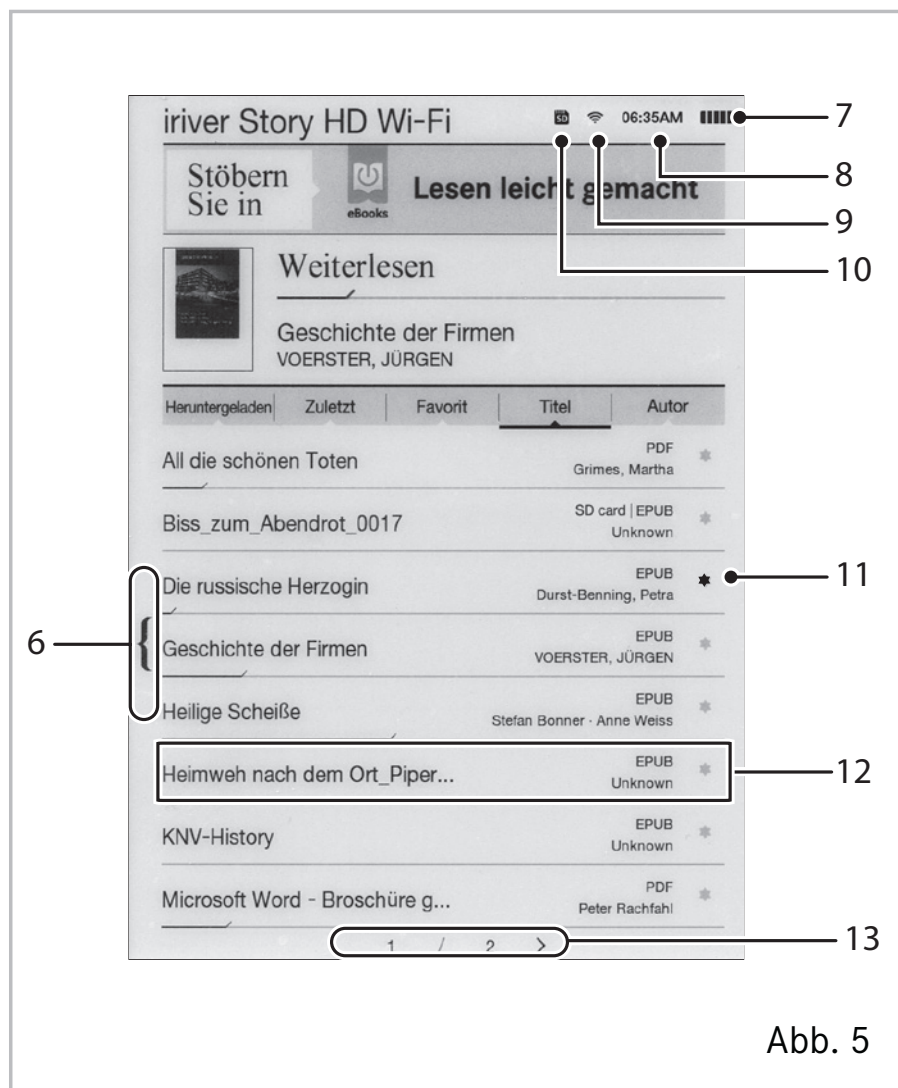 iriver Story HD Wi-Fi
SD
06:35AM
7
Stöbern
Sie in
eBooks
Lesen leicht gemacht
8
9
10
Weiterlesen
Geschichte der Firmen
VOERSTER, JÜRGEN
Heruntergeladen Zuletzt Favorit Titel Autor
All die schönen Toten
PDF
Grimes, Martha
Biss_zum_Abendrot_0017
SD card | EPUB
Unknown
Die russische Herzogin
EPUB
Durst-Benning, Petra
11
6
{
Geschichte der Firmen
EPUB
VOERSTER, JÜRGEN
Heilige Scheiße
EPUB
Stefan Bonner · Anne Weiss
Heimweh nach dem Ort_Piper...
EPUB
Unknown
12
KNV-History
EPUB
Unknown
Microsoft Word - Broschüre g...
PDF
Peter Rachfahl
1 / 2 >
13
Abb. 5